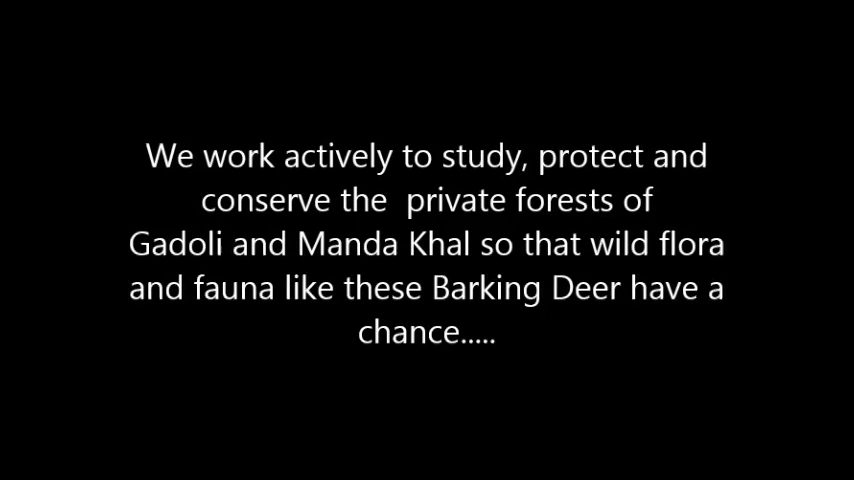 We work actively to study, protect and
conserve the  private forests of
Gadoli and Manda Khal so that wild flora
and fauna like these Barking Deer have a
chance.....